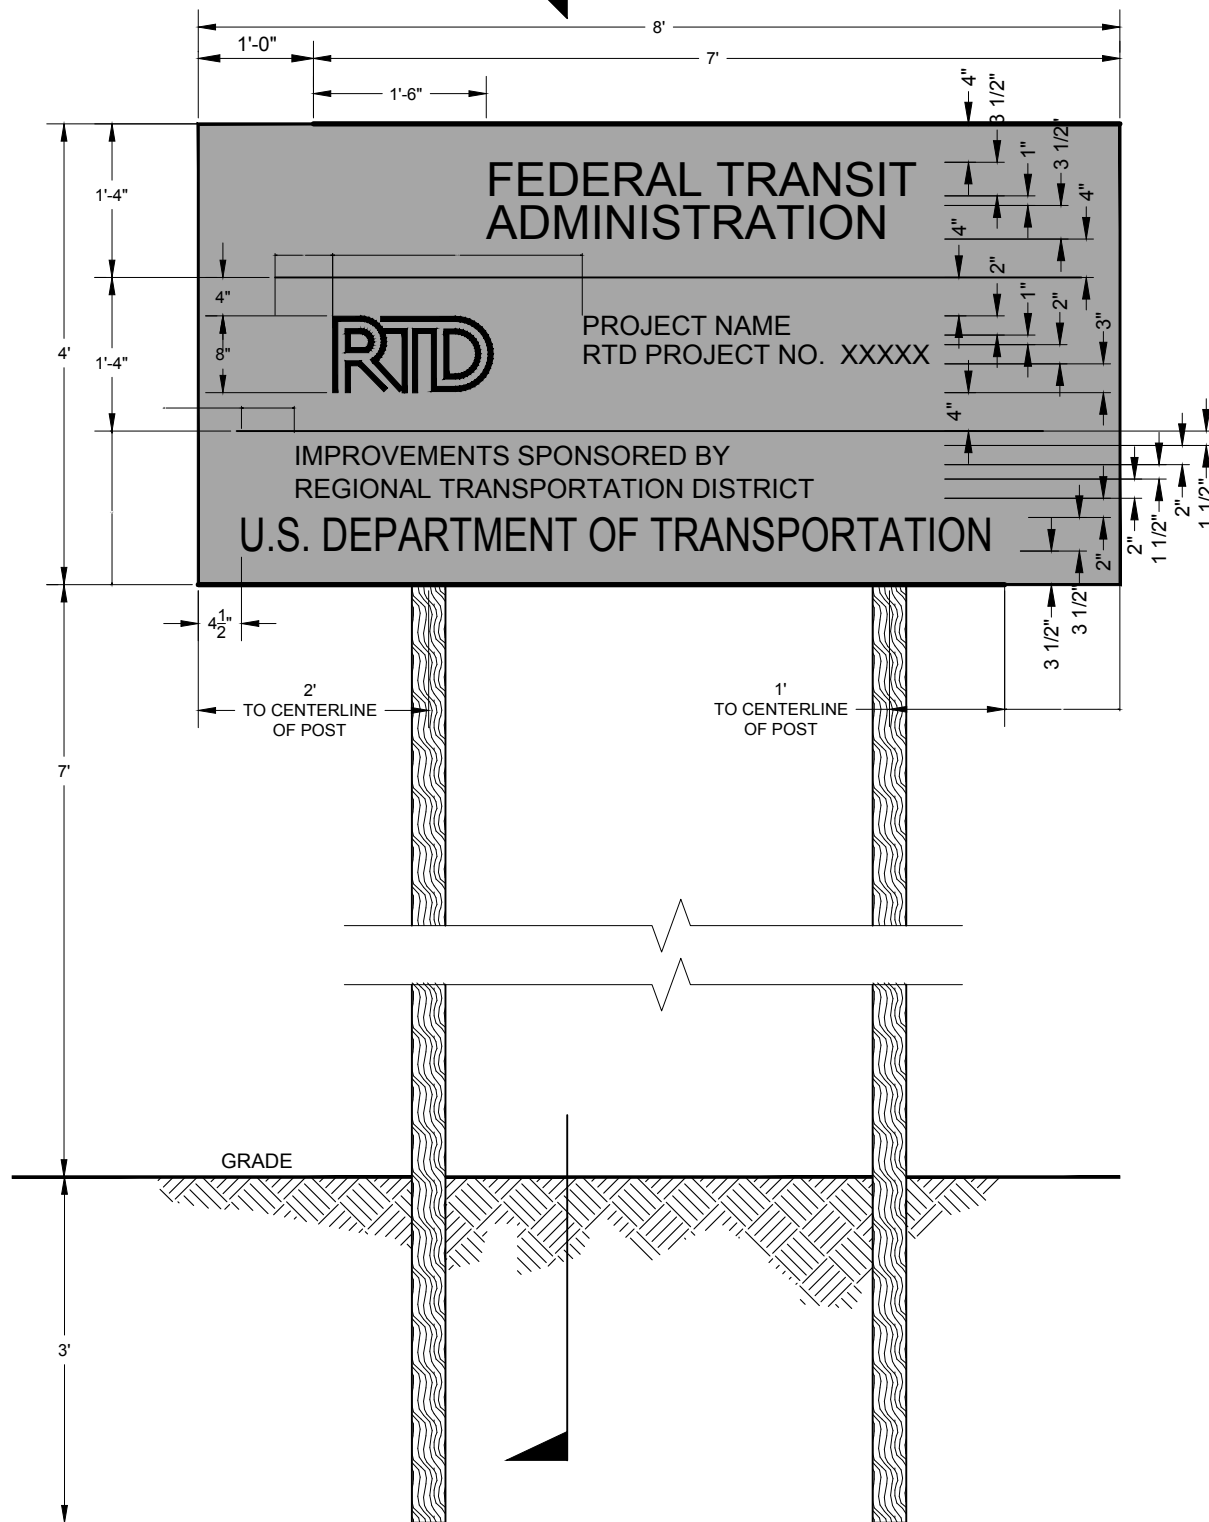 8'
1'-0"
7'
1'-6"
4"
3 1/2"
1"
3 1/2"
4"
FEDERAL TRANSIT
ADMINISTRATION
1'-4"
4"
2"
1"
2"
3"
4"
8"
RTD
PROJECT NAME
RTD PROJECT NO. XXXXX
4'
1'-4"
4"
IMPROVEMENTS SPONSORED BY
REGIONAL TRANSPORTATION DISTRICT
U.S. DEPARTMENT OF TRANSPORTATION
1 1/2"
2"
1 1/2"
2"
2"
3 1/2"
3 1/2"
4 1/2"
2'
TO CENTERLINE
OF POST
1'
TO CENTERLINE
OF POST
7'
GRADE
3'